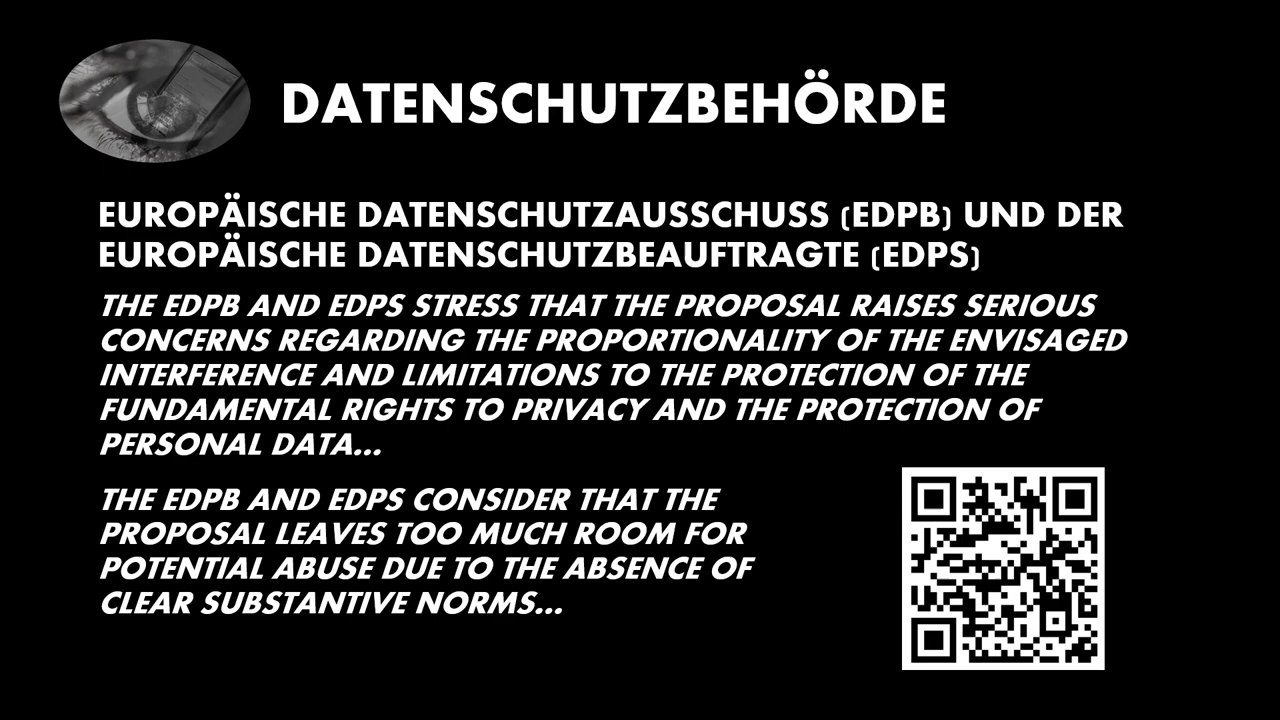 DATENSCHUTZBEHÖRDE
EUROPÄISCHE DATENSCHUTZAUSSCHUSS (EDPB) UND DER
EUROPÄISCHE DATENSCHUTZBEAUFTRAGTE (EDPS)
THE EDPB AND EDPS STRESS THAT THE PROPOSAL RAISES SERIOUS
CONCERNS REGARDING THE PROPORTIONALITY OF THE ENVISAGED
INTERFERENCE AND LIMITATIONS TO THE PROTECTION OF THE
FUNDAMENTAL RIGHTS TO PRIVACY AND THE PROTECTION OF
PERSONAL DATA...
THE EDPB AND EDPS CONSIDER THAT THE
PROPOSAL LEAVES TOO MUCH ROOM FOR
POTENTIAL ABUSE DUE TO THE ABSENCE OF
CLEAR SUBSTANTIVE NORMS...